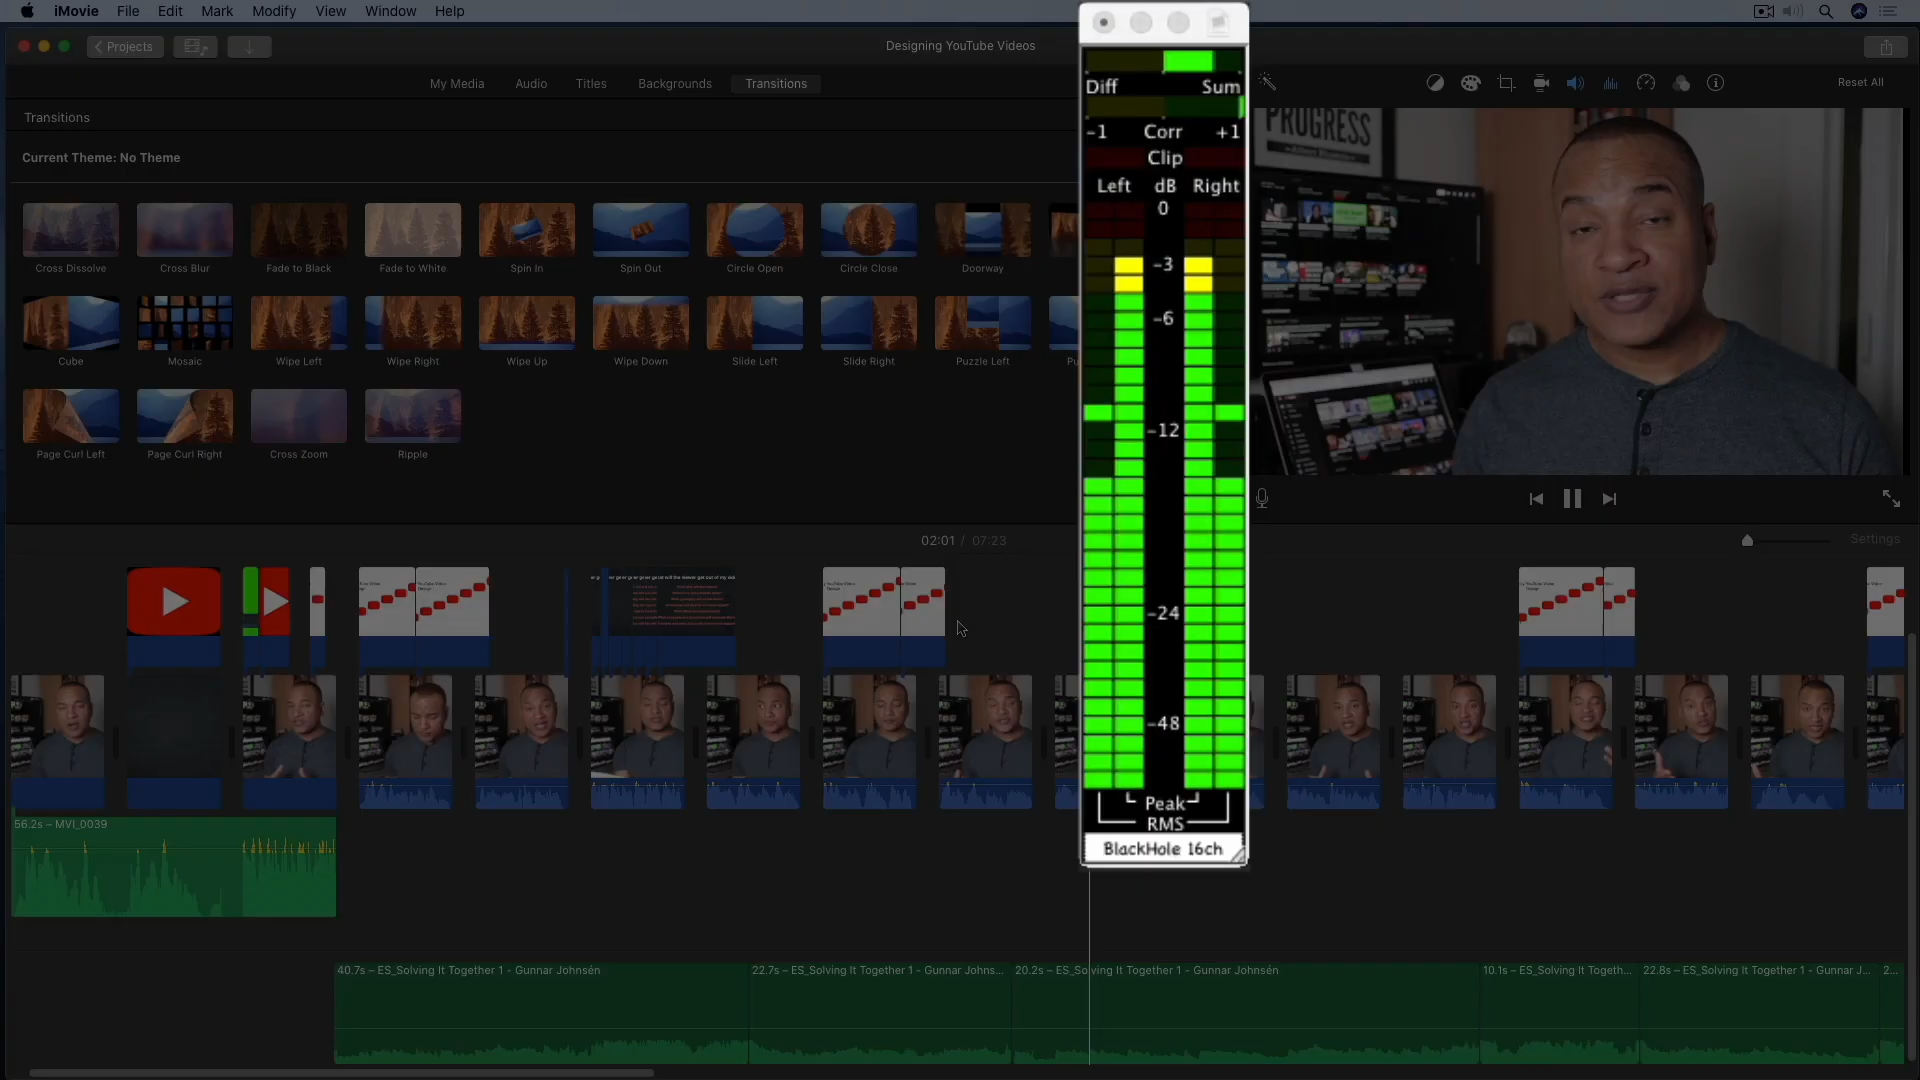 iMovie File Edit Mark Modify View Window Help
Projects
Designing YouTube Videos
My Media Audio Titles Backgrounds Transitions
Reset All
Transitions
Current Theme: No Theme
Cross Dissolve Cross Blur Fade to Black Fade to White Spin In Spin Out Circle Open Circle Close Doorway
Cube Mosaic Wipe Left Wipe Right Wipe Up Wipe Down Slide Left Slide Right Puzzle Left
Page Curl Left Page Curl Right Cross Zoom Ripple
PROGRESS
Diff Sum
-1 Corr +1
Clip
Left dB Right
0
-3
-6
-12
-24
-48
Peak
RMS
BlackHole 16ch
02:01 / 07:23
Settings
56.2s – MVI_0039
40.7s – ES_Solving It Together 1 - Gunnar Johnsén
22.7s – ES_Solving It Together 1 - Gunnar Johns...
20.2s – ES_Solving It Together 1 - Gunnar Johnsén
10.1s – ES_Solving It Togeth...
22.8s – ES_Solving It Together 1 - Gunnar J...
2...